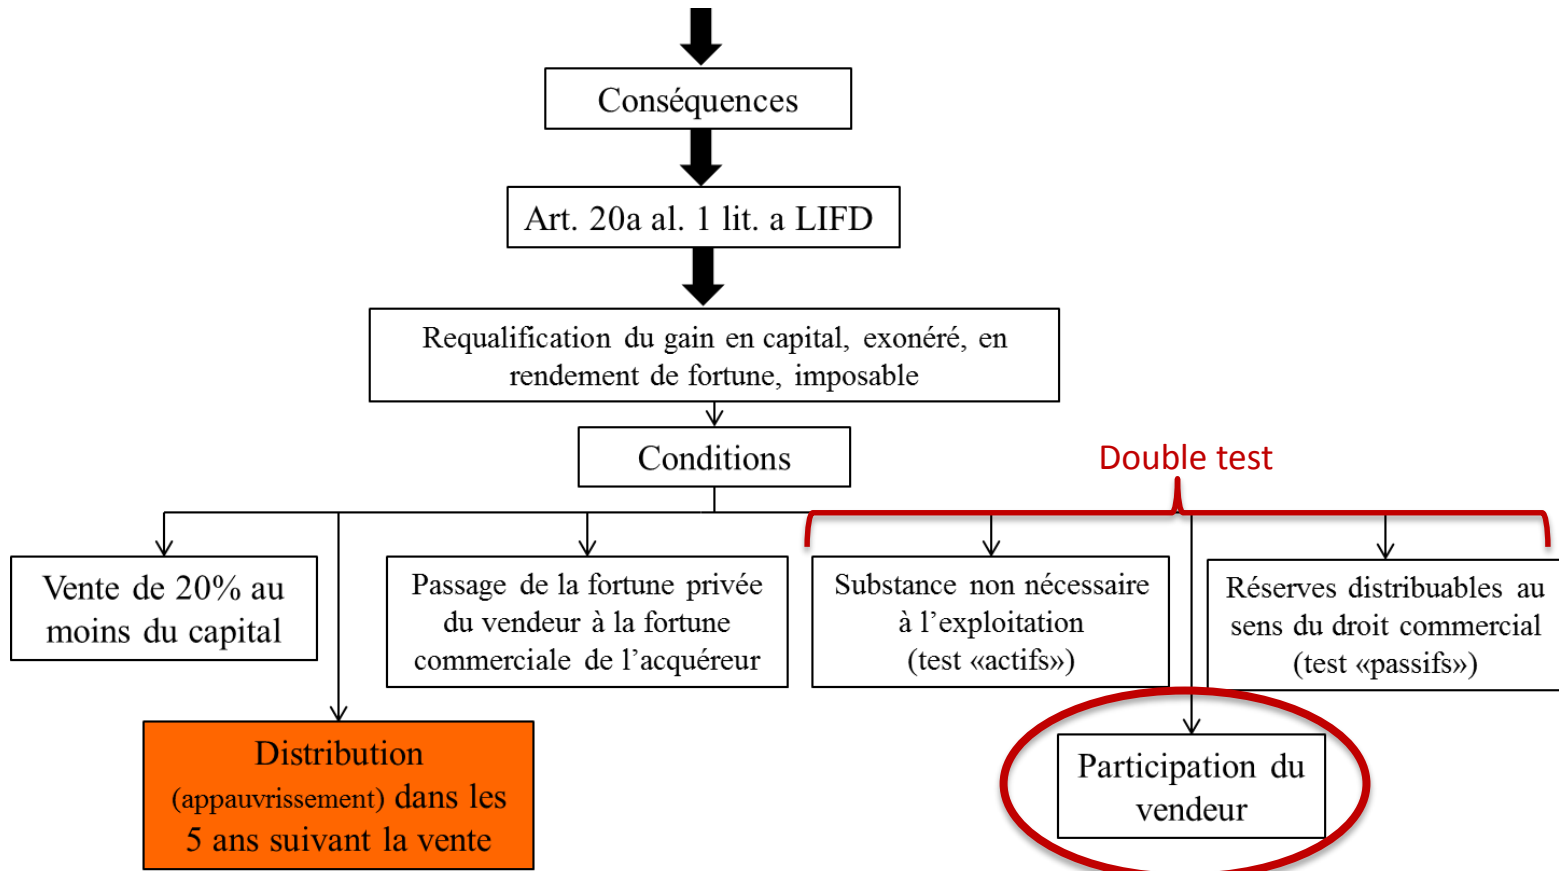 Conséquences
Art. 20a al. 1 lit. a LIFD
Requalification du gain en capital, exonéré, en
rendement de fortune, imposable
Conditions
Double test
Vente de 20% au
moins du capital
Passage de la fortune privée
du vendeur à la fortune
commerciale de l’acquéreur
Substance non nécessaire
à l’exploitation
(test «actifs»)
Réserves distribuables au
sens du droit commercial
(test «passifs»)
Distribution
(appauvrissement) dans les
5 ans suivant la vente
Participation du
vendeur